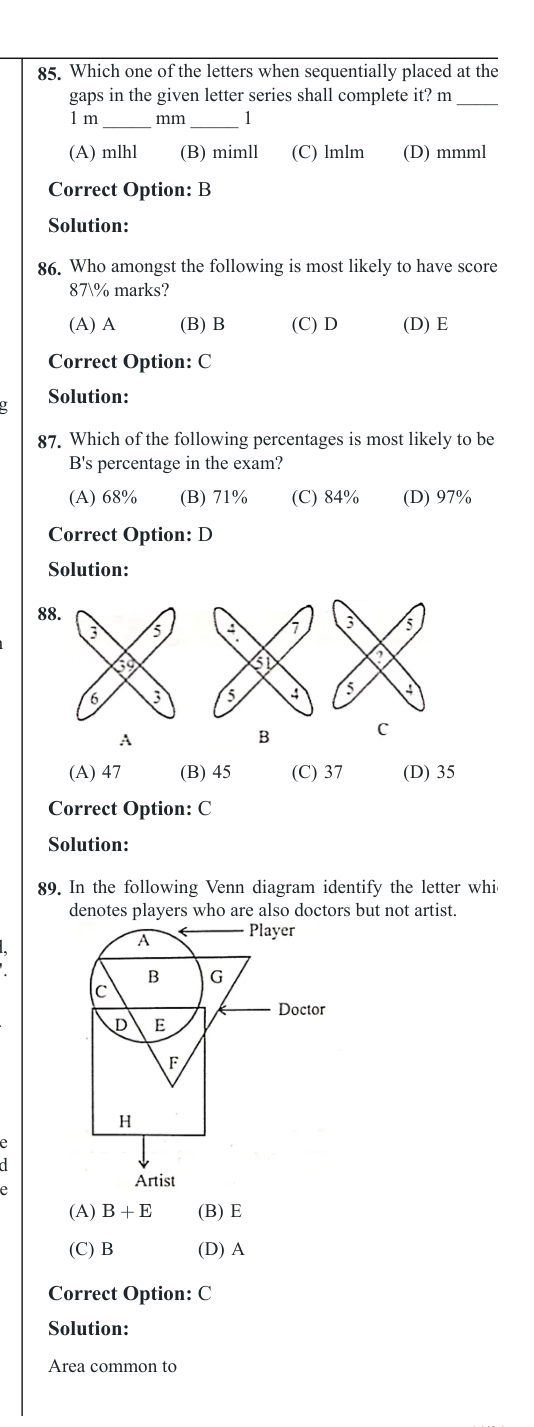 85. Which one of the letters when sequentially placed at the
gaps in the given letter series shall complete it? m _____
1 m _____ mm _____ 1
(A) mlhl (B) mimll (C) lmlm (D) mmml
Correct Option: B
Solution:
86. Who amongst the following is most likely to have score
87\% marks?
(A) A (B) B (C) D (D) E
Correct Option: C
g
Solution:
87. Which of the following percentages is most likely to be
B's percentage in the exam?
(A) 68% (B) 71% (C) 84% (D) 97%
Correct Option: D
Solution:
88.
3 5 4 7 3 5
39 51 ?
6 3 5 4 5 4
A B C
(A) 47 (B) 45 (C) 37 (D) 35
Correct Option: C
Solution:
89. In the following Venn diagram identify the letter whi
denotes players who are also doctors but not artist.
A Player
B G
C
Doctor
D E
F
H
Artist
(A) B + E (B) E
(C) B (D) A
Correct Option: C
Solution:
Area common to